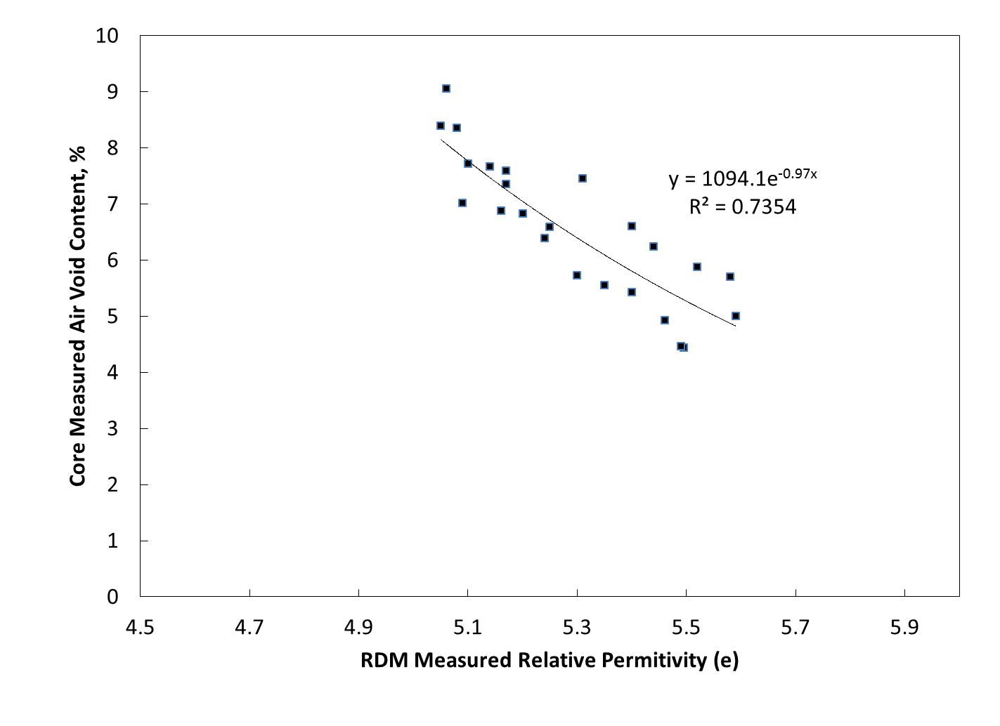 10
9
8
7
6
5
4
3
2
1
0
Core Measured Air Void Content, %
y = 1094.1e^-0.97x
R² = 0.7354
4.5 4.7 4.9 5.1 5.3 5.5 5.7 5.9
RDM Measured Relative Permitivity (e)